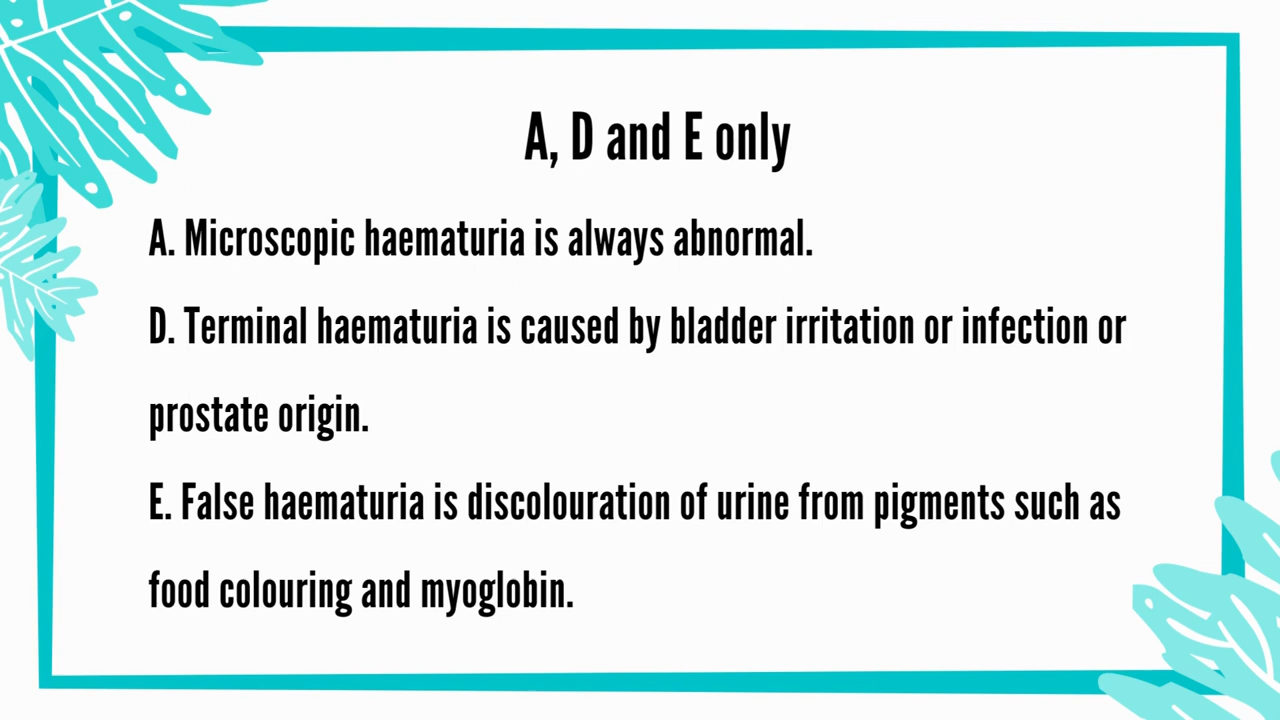 A, D and E only
A. Microscopic haematuria is always abnormal.
D. Terminal haematuria is caused by bladder irritation or infection or
prostate origin.
E. False haematuria is discolouration of urine from pigments such as
food colouring and myoglobin.